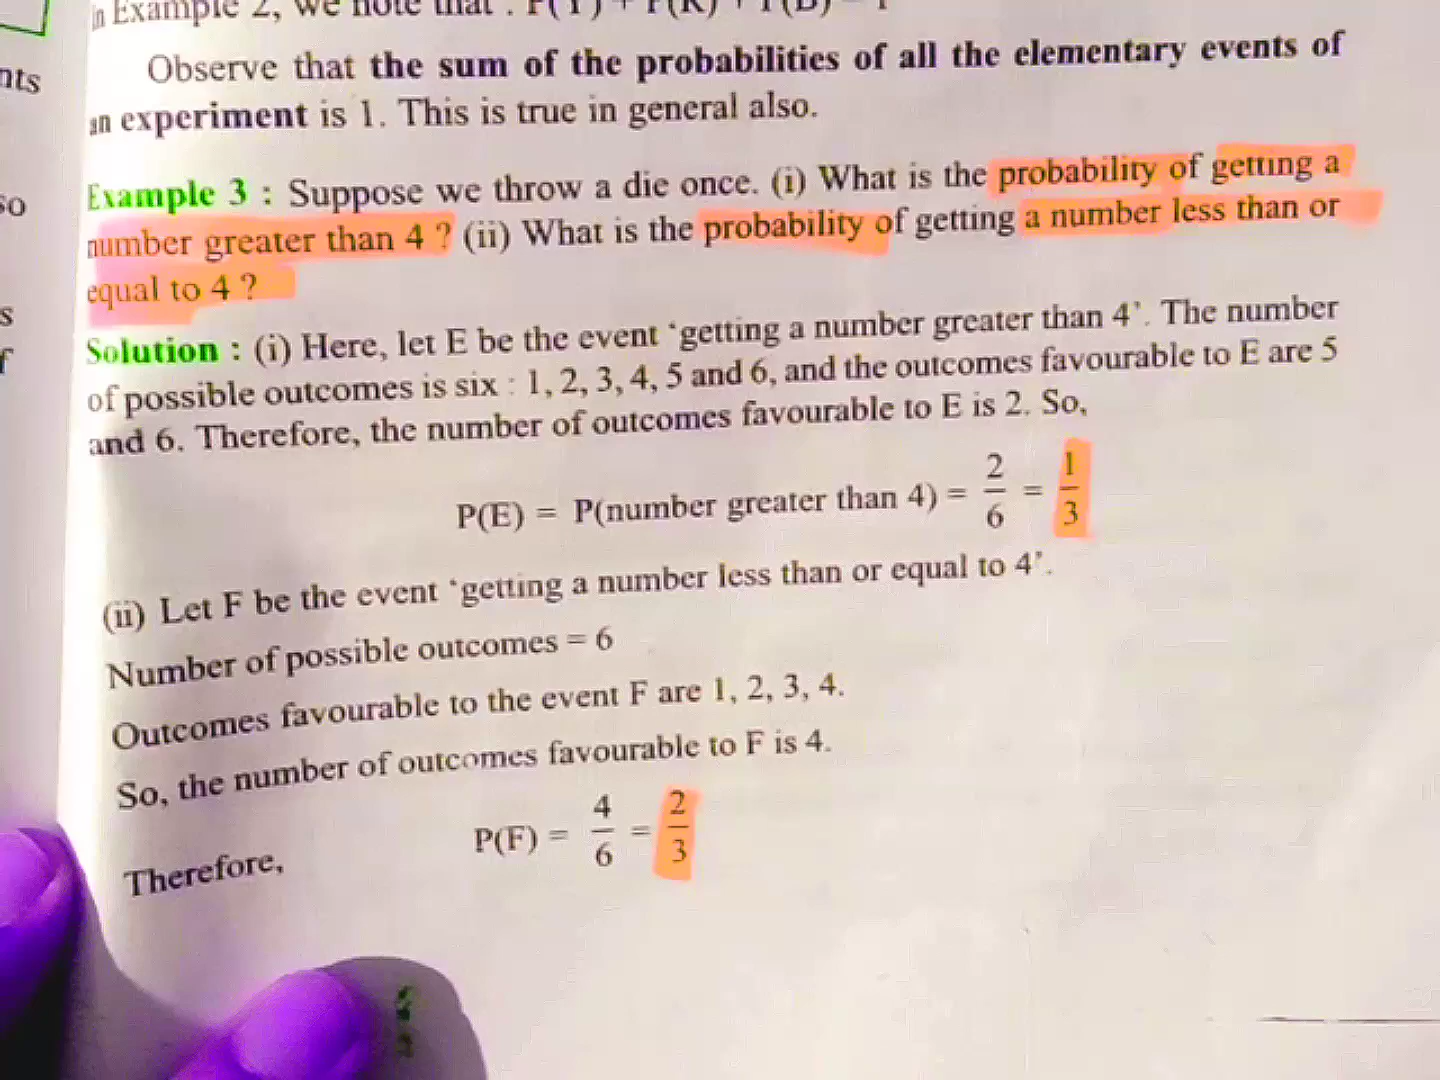 in Example 2, we note that : P(Y) + P(R) + P(B) = 1
Observe that the sum of the probabilities of all the elementary events of
an experiment is 1. This is true in general also.
Example 3 : Suppose we throw a die once. (i) What is the probability of getting a
number greater than 4 ? (ii) What is the probability of getting a number less than or
equal to 4 ?
Solution : (i) Here, let E be the event ‘getting a number greater than 4’. The number
of possible outcomes is six : 1, 2, 3, 4, 5 and 6, and the outcomes favourable to E are 5
and 6. Therefore, the number of outcomes favourable to E is 2. So,
P(E) = P(number greater than 4) = 2/6 = 1/3
(ii) Let F be the event ‘getting a number less than or equal to 4’.
Number of possible outcomes = 6
Outcomes favourable to the event F are 1, 2, 3, 4.
So, the number of outcomes favourable to F is 4.
Therefore, P(F) = 4/6 = 2/3